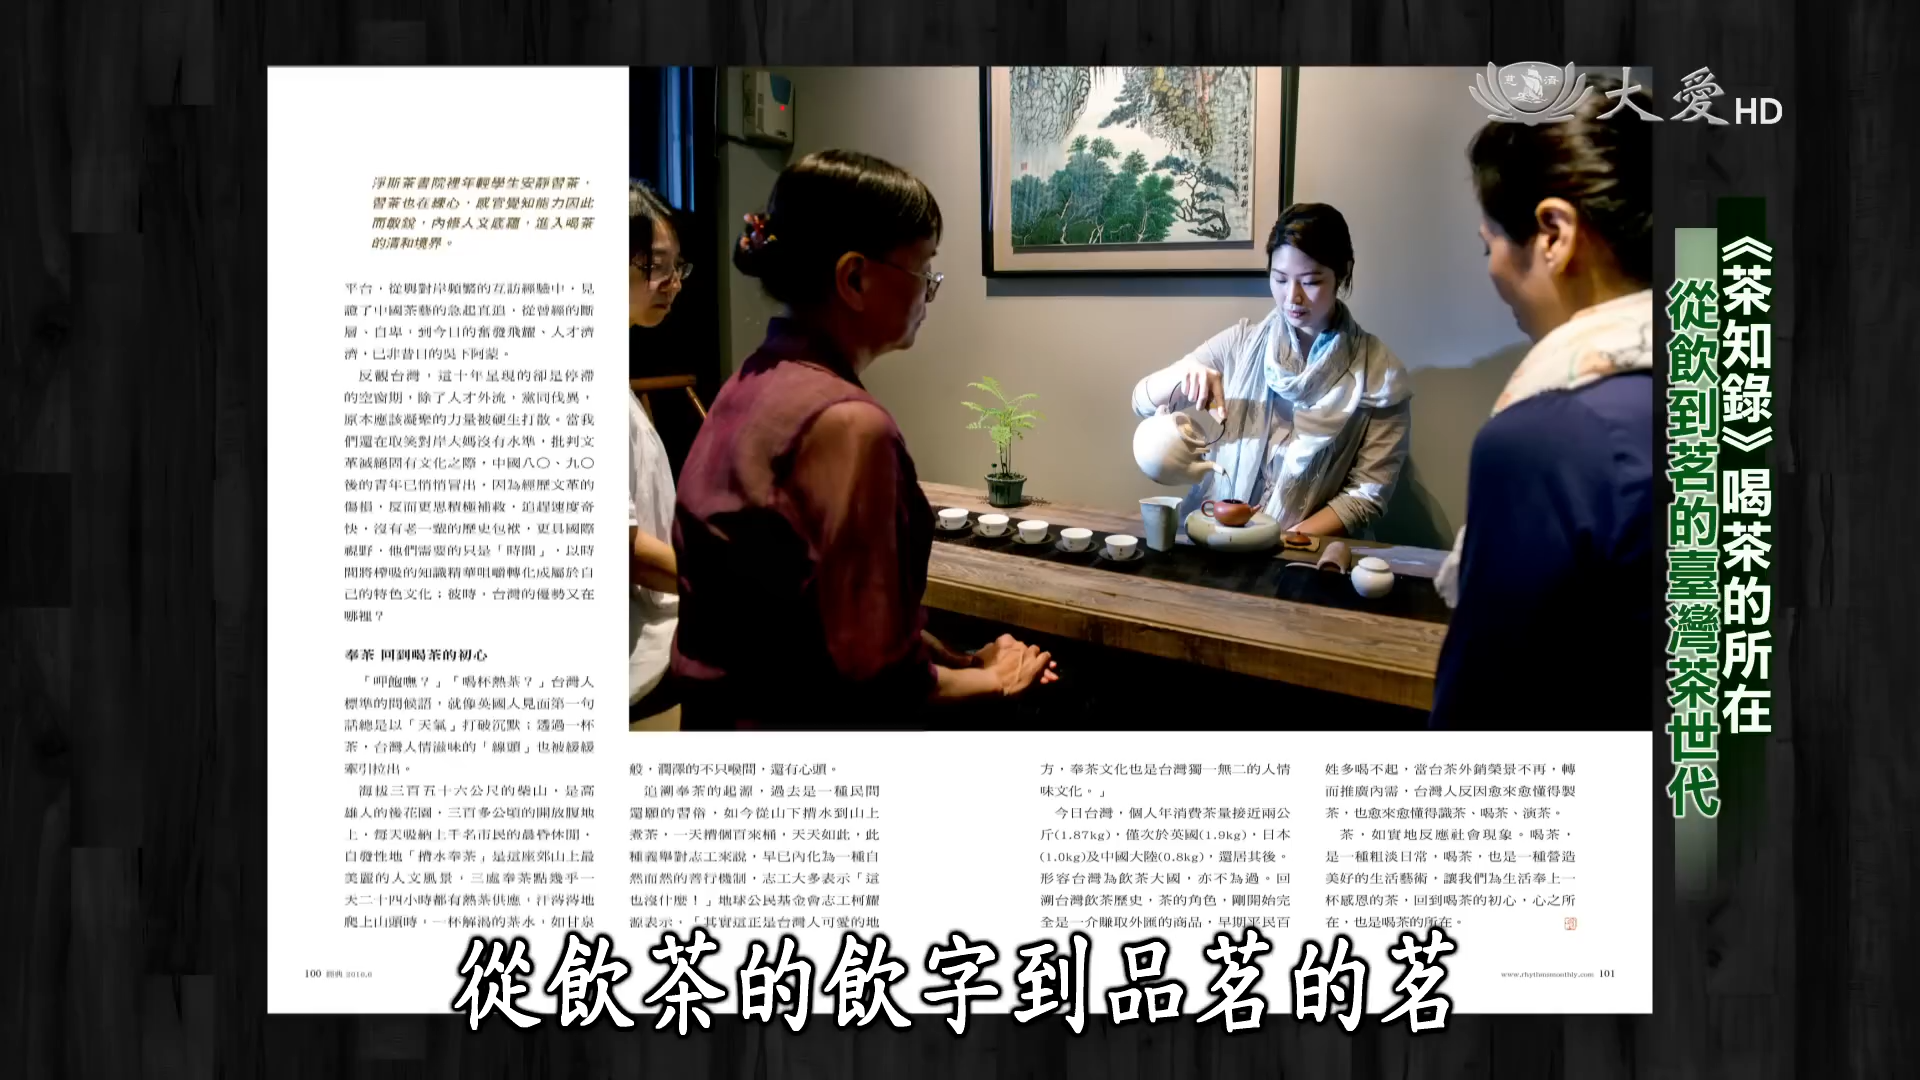 慈 濟
大愛HD
《茶知錄》喝茶的所在
從飲到茗的臺灣茶世代
淨斯茶書院裡年輕學生安靜習茶，
習茶也在練心，感官覺知能力因此
而敏銳，內修人文底蘊，進入喝茶
的清和境界。
平台，從與對岸頻繁的互訪經驗中，見
證了中國茶藝的急起直追，從曾經的斷
層、自卑，到今日的奮發飛躍、人才濟
濟，已非昔日的吳下阿蒙。
反觀台灣，這十年呈現的卻是停滯
的空窗期，除了人才外流，黨同伐異，
原本應該凝聚的力量被硬生打散。當我
們還在取笑對岸大媽沒有水準，批判文
革滅絕固有文化之際，中國八〇、九〇
後的青年已悄悄冒出，因為經歷文革的
傷損，反而更思積極補救，追趕速度奇
快，沒有老一輩的歷史包袱，更具國際
視野，他們需要的只是「時間」，以時
間將榨吸的知識精華咀嚼轉化成屬於自
己的特色文化；彼時，台灣的優勢又在
哪裡？
奉茶 回到喝茶的初心
「呷飽嘸？」「喝杯熱茶？」台灣人
標準的問候語，就像英國人見面第一句
話總是以「天氣」打破沉默；透過一杯
茶，台灣人情滋味的「線頭」也被緩緩
牽引拉出。
海拔三百五十六公尺的柴山，是高
雄人的後花園，三百多公頃的開放腹地
上，每天吸納上千名市民的晨昏休閒，
自發性地「揹水奉茶」是這座郊山上最
美麗的人文風景，三處奉茶點幾乎一
天二十四小時都有熱茶供應，汗涔涔地
爬上山頭時，一杯解渴的茶水，如甘泉
般，潤澤的不只喉間，還有心頭。
追溯奉茶的起源，過去是一種民間
還願的習俗，如今從山下揹水到山上
煮茶，一天積個百來桶，天天如此，此
種義舉對志工來說，早已內化為一種自
然而然的善行機制，志工大多表示「這
也沒什麼！」地球公民基金會志工柯耀
源表示，「其實這正是台灣人可愛的地
方，奉茶文化也是台灣獨一無二的人情
味文化。」
今日台灣，個人年消費茶量接近兩公
斤(1.87kg)，僅次於英國(1.9kg)，日本
(1.0kg)及中國大陸(0.8kg)，還居其後。
形容台灣為飲茶大國，亦不為過。回
溯台灣飲茶歷史，茶的角色，剛開始完
全是一介賺取外匯的商品，早期平民百
姓多喝不起，當台茶外銷榮景不再，轉
而推廣內需，台灣人反因愈來愈懂得製
茶、也愈來愈懂得識茶、喝茶、演茶。
茶，如實地反應社會現象。喝茶，
是一種粗淡日常，喝茶，也是一種營造
美好的生活藝術，讓我們為生活奉上一
杯感恩的茶，回到喝茶的初心，心之所
在，也是喝茶的所在。
100 經典 2016.6
www.rhythmsmonthly.com 101
從飲茶的飲字到品茗的茗